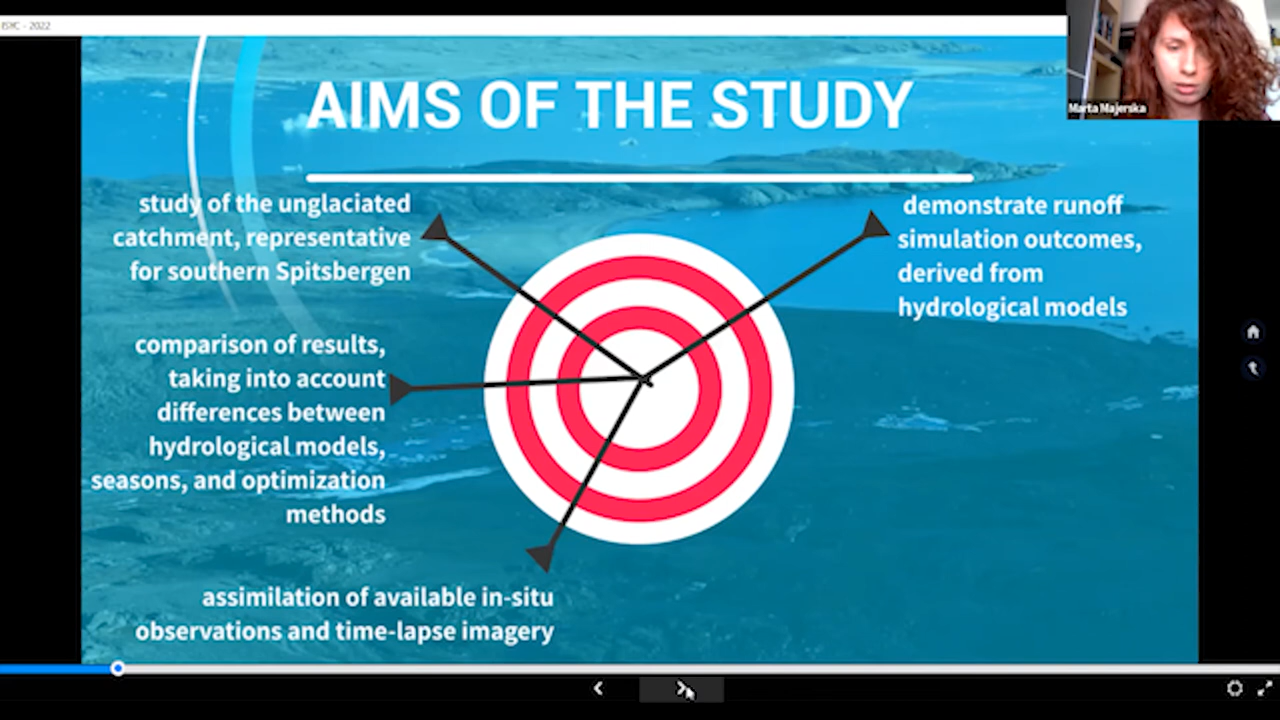 ISYC - 2022
Marta Majerska
AIMS OF THE STUDY
study of the unglaciated
catchment, representative
for southern Spitsbergen
demonstrate runoff
simulation outcomes,
derived from
hydrological models
comparison of results,
taking into account
differences between
hydrological models,
seasons, and optimization
methods
assimilation of available in-situ
observations and time-lapse imagery